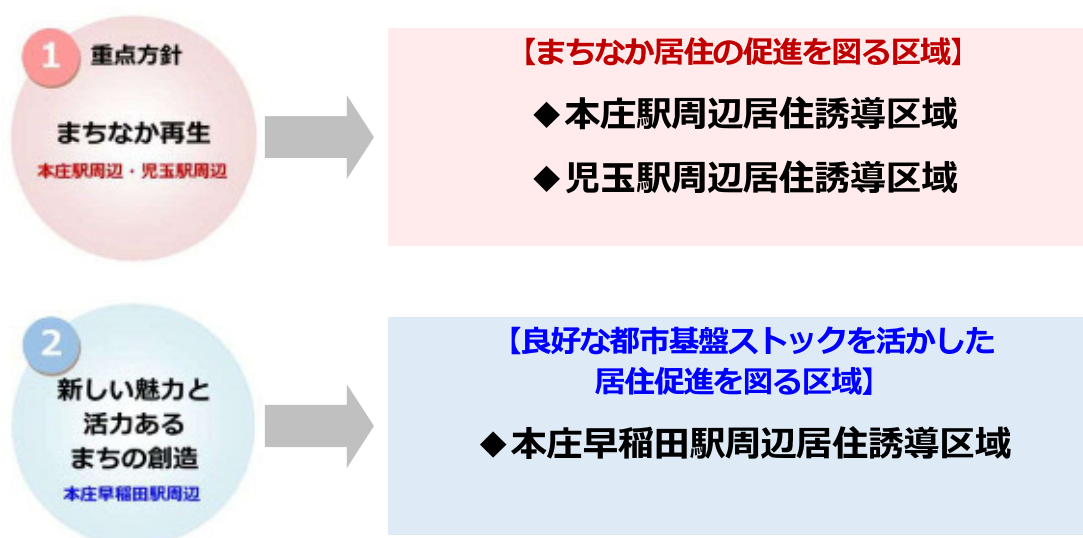 1
重点方針
まちなか再生
本庄駅周辺・児玉駅周辺
【まちなか居住の促進を図る区域】
◆本庄駅周辺居住誘導区域
◆児玉駅周辺居住誘導区域
2
新しい魅力と
活力ある
まちの創造
本庄早稲田駅周辺
【良好な都市基盤ストックを活かした
居住促進を図る区域】
◆本庄早稲田駅周辺居住誘導区域